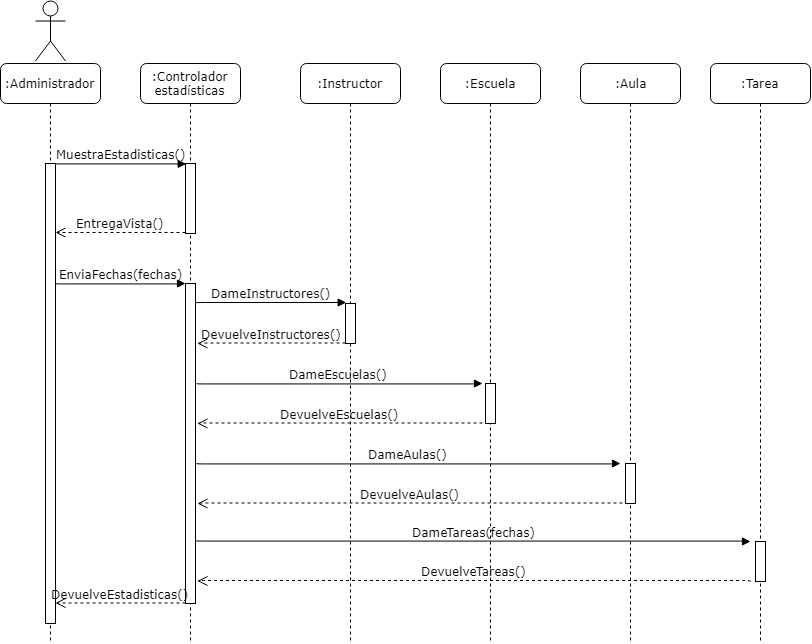 :Administrador
:Controlador
estadísticas
:Instructor
:Escuela
:Aula
:Tarea
MuestraEstadisticas()
EntregaVista()
EnviaFechas(fechas)
DameInstructores()
DevuelveInstructores()
DameEscuelas()
DevuelveEscuelas()
DameAulas()
DevuelveAulas()
DameTareas(fechas)
DevuelveTareas()
DevuelveEstadisticas()